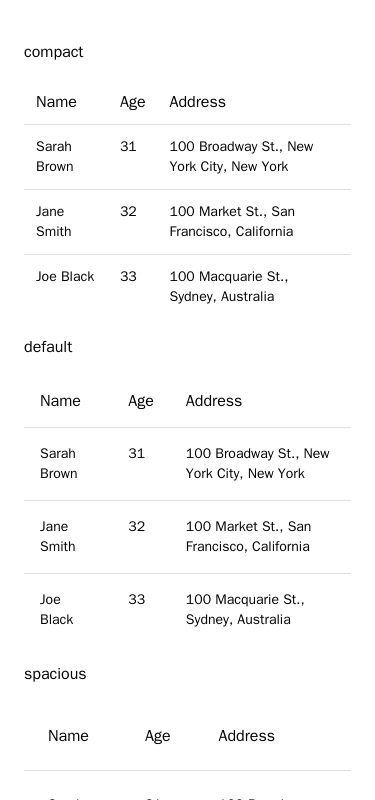 compact
Name Age Address
Sarah Brown 31 100 Broadway St., New York City, New York
Jane Smith 32 100 Market St., San Francisco, California
Joe Black 33 100 Macquarie St., Sydney, Australia
default
Name Age Address
Sarah Brown 31 100 Broadway St., New York City, New York
Jane Smith 32 100 Market St., San Francisco, California
Joe Black 33 100 Macquarie St., Sydney, Australia
spacious
Name Age Address